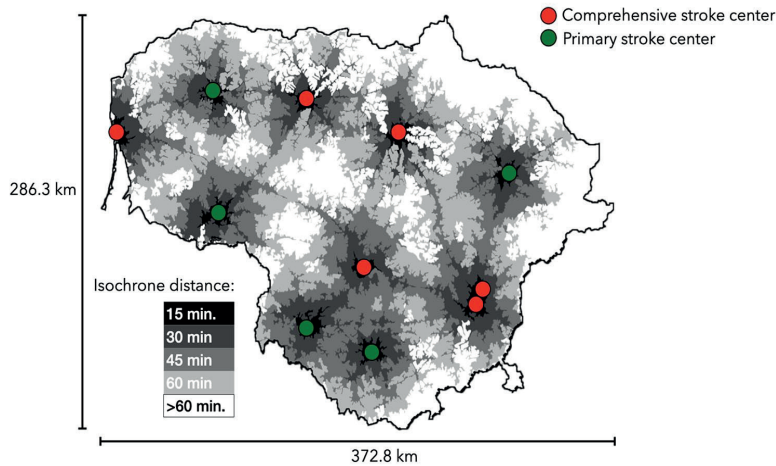 Comprehensive stroke center
Primary stroke center
286.3 km
Isochrone distance:
15 min.
30 min
45 min
60 min
>60 min.
372.8 km